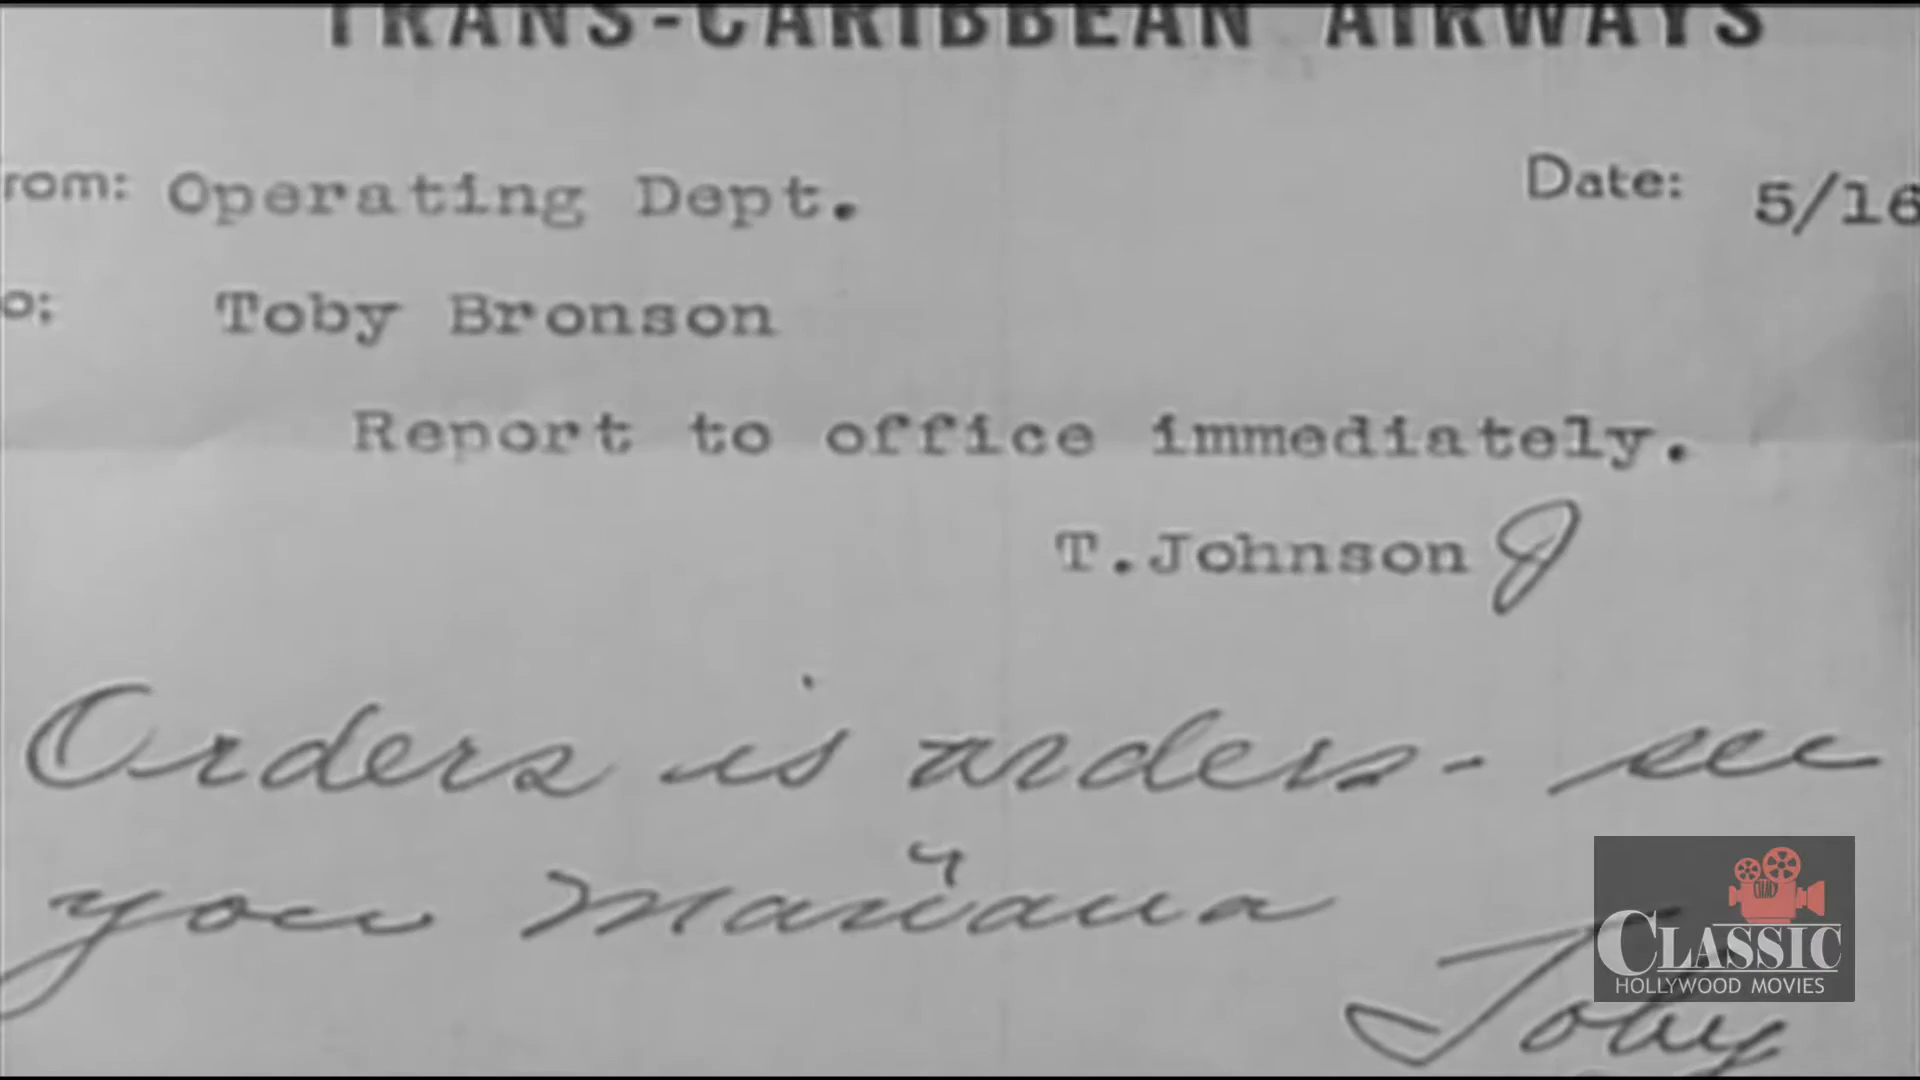 TRANS-CARIBBEAN AIRWAYS
rom: Operating Dept. Date: 5/16
o: Toby Bronson
Report to office immediately.
T.Johnson J
Orders is orders - see
you mañana
Toby
CHM
CLASSIC
HOLLYWOOD MOVIES